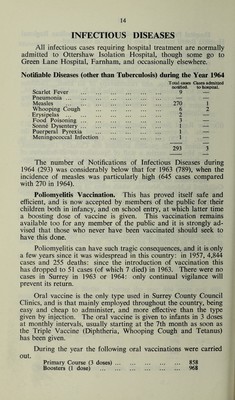 14
INFECTIOUS DISEASES
All infectious cases requiring hospital treatment are normally
admitted to Ottershaw Isolation Hospital, though some go to
Green Lane Hospital, Farnham, and occasionally elsewhere.
Notifiable Diseases (other than Tuberculosis) during the Year 1964
Total cases Cases admitted
notified. to hospital.
Scarlet Fever ... 9 —
Pneumonia ... — —
Measles ... 270 1
Whooping Cough ... 6 2
Erysipelas ... 2 —
Food Poisoning ... 3 —
Sonné Dysentery ... 1 —
Puerperal Pyrexia ... 1 —
Meningococcal Infection ... 1 —
293 3
The number of Notifications of Infectious Diseases during
1964 (293) was considerably below that for 1963 (789), when the
incidence of measles was particularly high (645 cases compared
with 270 in 1964).
Poliomyelitis Vaccination. This has proved itself safe and
efficient, and is now accepted by members of the public for their
children both in infancy, and on school entry, at which latter time
a boosting dose of vaccine is given. This vaccination remains
available too for any member of the public and it is strongly ad-
vised that those who never have been vaccinated should seek to
have this done.
Poliomyelitis can have such tragic consequences, and it is only
a few years since it was widespread in this country: in 1957, 4,844
cases and 255 deaths: since the introduction of vaccination this
has dropped to 51 cases (of which 7 died) in 1963. There were no
cases in Surrey in 1963 or 1964: only continual vigilance will
prevent its return.
Oral vaccine is the only type used in Surrey County Council
Clinics, and is that mainly employed throughout the country, being
easy and cheap to administer, and more effective than the type
given by injection. The oral vaccine is given to infants in 3 doses
at monthly intervals, usually starting at the 7th month as soon as
the Triple Vaccine (Diphtheria, Whooping Cough and Tetanus)
has been given.
During the year the following oral vaccinations were carried
out.
Primary Course (3 doses) ... 858
Boosters (1 dose) ... 968